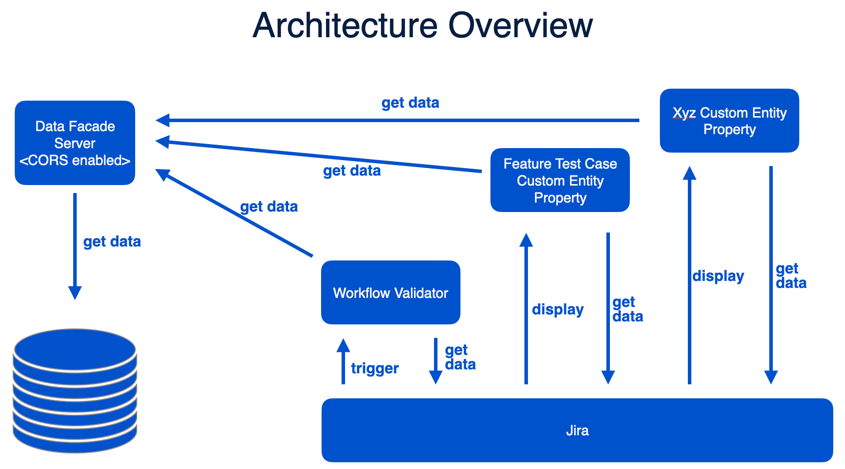 Architecture Overview
get data
Xyz Custom Entity
Property
Data Facade
Server
<CORS enabled>
get data
Feature Test Case
Custom Entity
Property
get data
get data
Workflow Validator
display
get
data
display
get
data
trigger
get
data
Jira